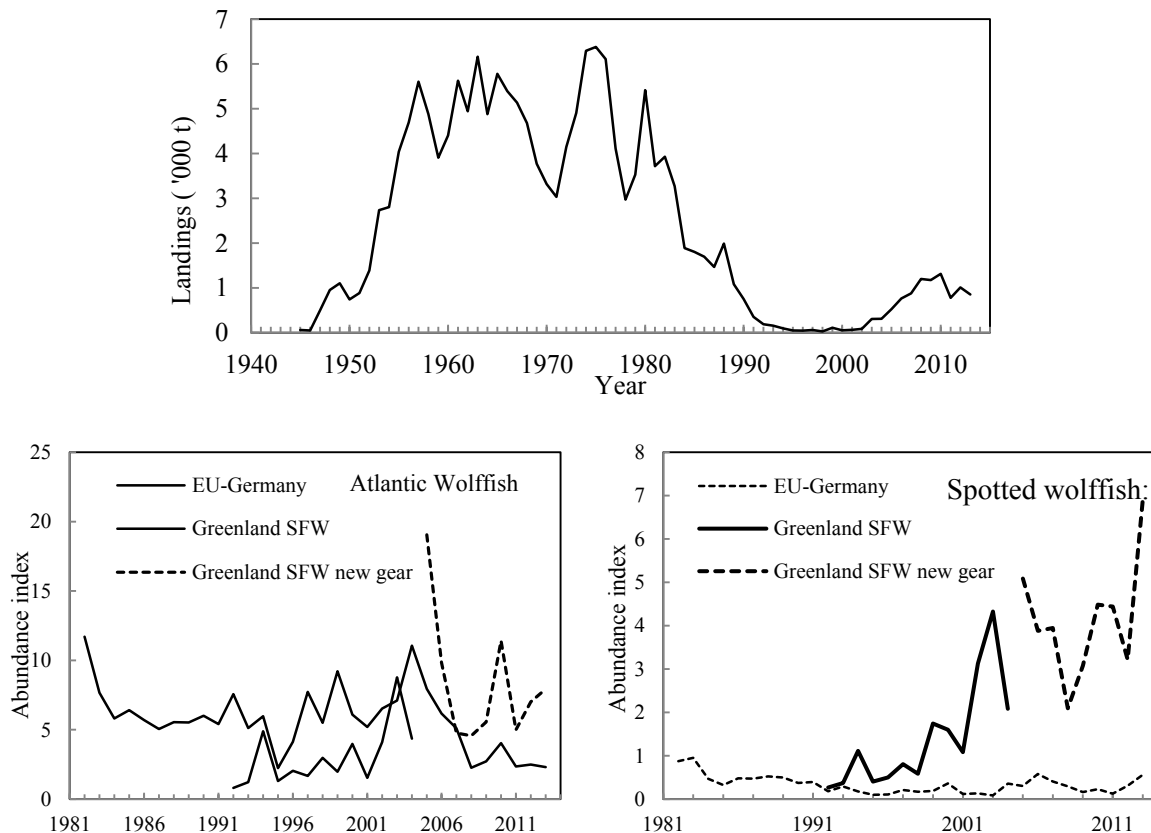 7
6
5
4
3
2
1
0
Landings ( '000 t)
1940 1950 1960 1970 1980 1990 2000 2010
Year
25
20
15
10
5
0
Abundance index
EU-Germany
Atlantic Wolffish
Greenland SFW
Greenland SFW new gear
1981 1986 1991 1996 2001 2006 2011
8
7
6
5
4
3
2
1
0
Abundance index
EU-Germany
Spotted wolffish:
Greenland SFW
Greenland SFW new gear
1981 1991 2001 2011